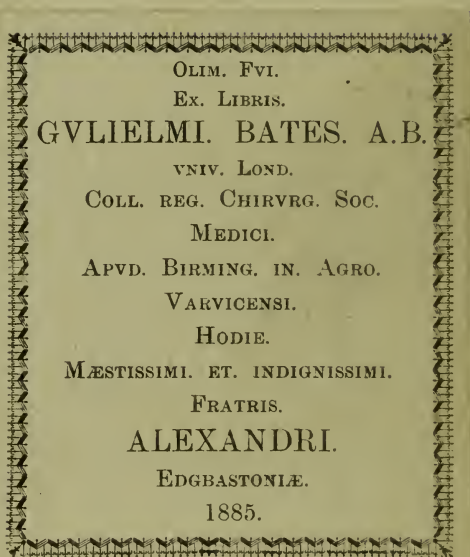 OLIM. FVI.
EX. LIBRIS.
GVLIELMI. BATES. A.B.
VNIV. LOND.
COLL. REG. CHIRVRG. SOC.
MEDICI.
APVD. BIRMING. IN. AGRO.
VARVICENSI.
HODIE.
MÆSTISSIMI. ET. INDIGNISSIMI.
FRATRIS.
ALEXANDRI.
EDGBASTONIÆ.
1885.